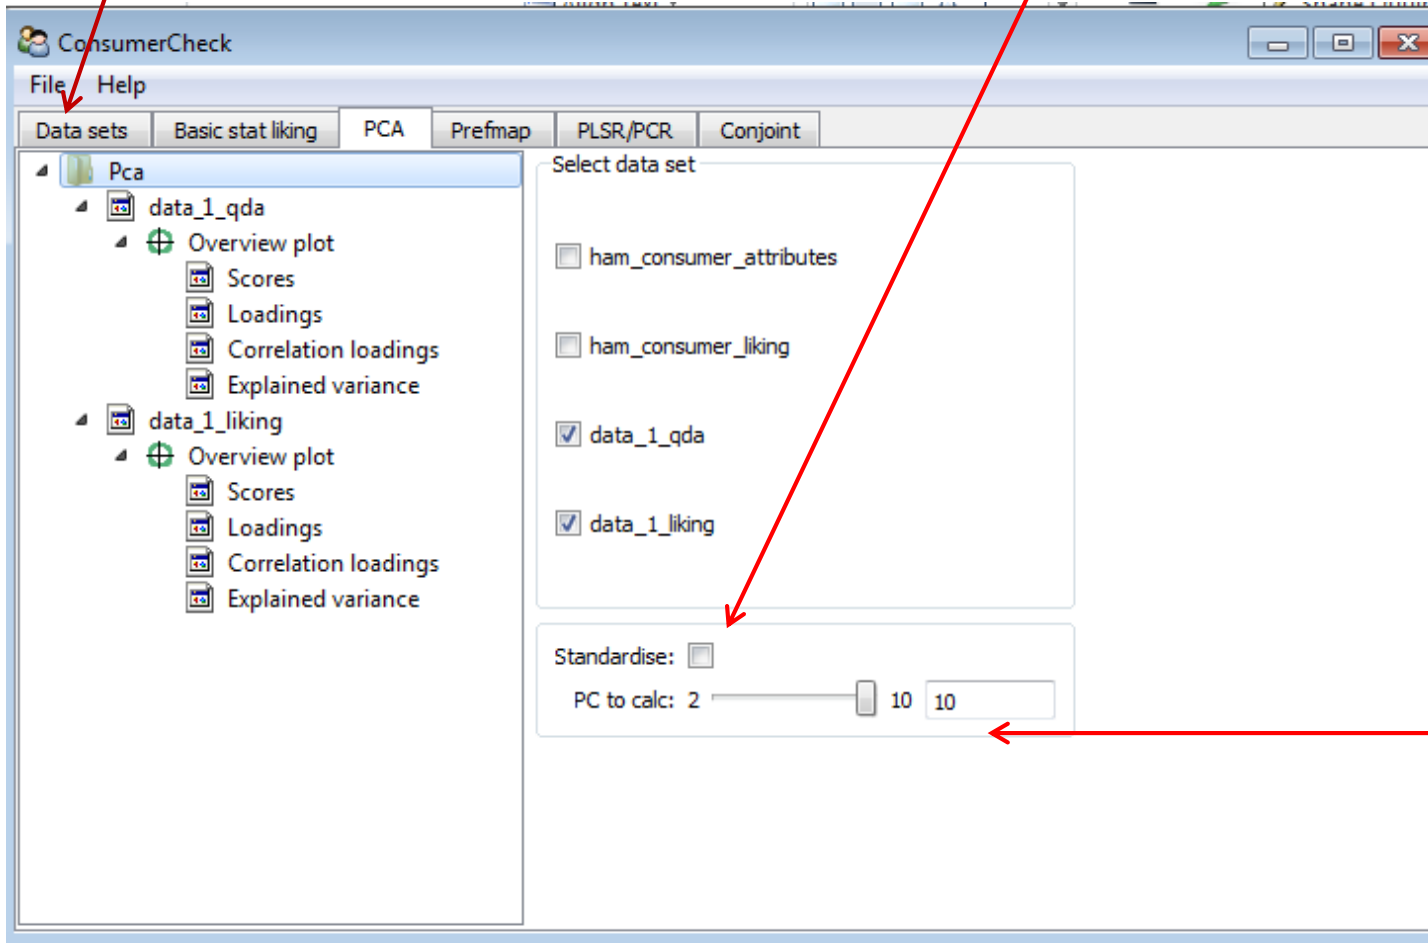 ConsumerCheck
File Help
Data sets Basic stat liking PCA Prefmap PLSR/PCR Conjoint
Pca
data_1_qda
Overview plot
Scores
Loadings
Correlation loadings
Explained variance
data_1_liking
Overview plot
Scores
Loadings
Correlation loadings
Explained variance
Select data set
ham_consumer_attributes
ham_consumer_liking
data_1_qda
data_1_liking
Standardise:
PC to calc: 2 10 10